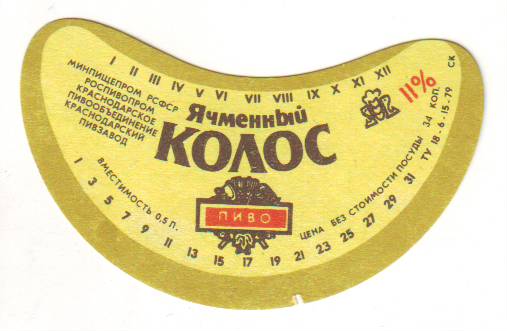 I II III IV V VI VII VIII IX X XI XII
МИНПИЩЕПРОМ РСФСР
РОСПИВОПРОМ
КРАСНОДАРСКОЕ
ПИВООБЪЕДИНЕНИЕ
КРАСНОДАРСКИЙ
ПИВЗАВОД
11%
Ячменный
КОЛОС
ПИВО
ВМЕСТИМОСТЬ 0,5 Л.
ЦЕНА БЕЗ СТОИМОСТИ ПОСУДЫ 34 КОП.
ТУ 18-6-15-79 СК
1 3 5 7 9 11 13 15 17 19 21 23 25 27 29 31